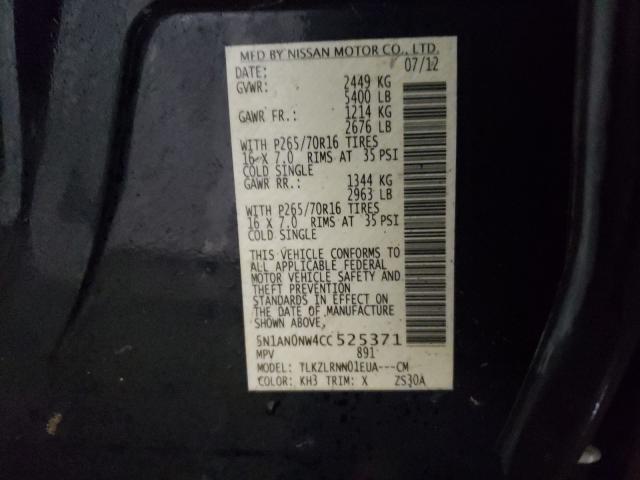 MFD BY NISSAN MOTOR CO., LTD.
DATE: 07/12
GVWR: 2449 KG
5400 LB
GAWR FR.: 1214 KG
2676 LB
WITH P265/70R16 TIRES
16 X 7.0 RIMS AT 35 PSI
COLD SINGLE
GAWR RR.: 1344 KG
2963 LB
WITH P265/70R16 TIRES
16 X 7.0 RIMS AT 35 PSI
COLD SINGLE
THIS VEHICLE CONFORMS TO
ALL APPLICABLE FEDERAL
MOTOR VEHICLE SAFETY AND
THEFT PREVENTION
STANDARDS IN EFFECT ON
THE DATE OF MANUFACTURE
SHOWN ABOVE.
5N1AN0NW4CC525371
MPV 891
MODEL: TLKZLRNN01EUA---CM
COLOR: KH3 TRIM: X ZS30A